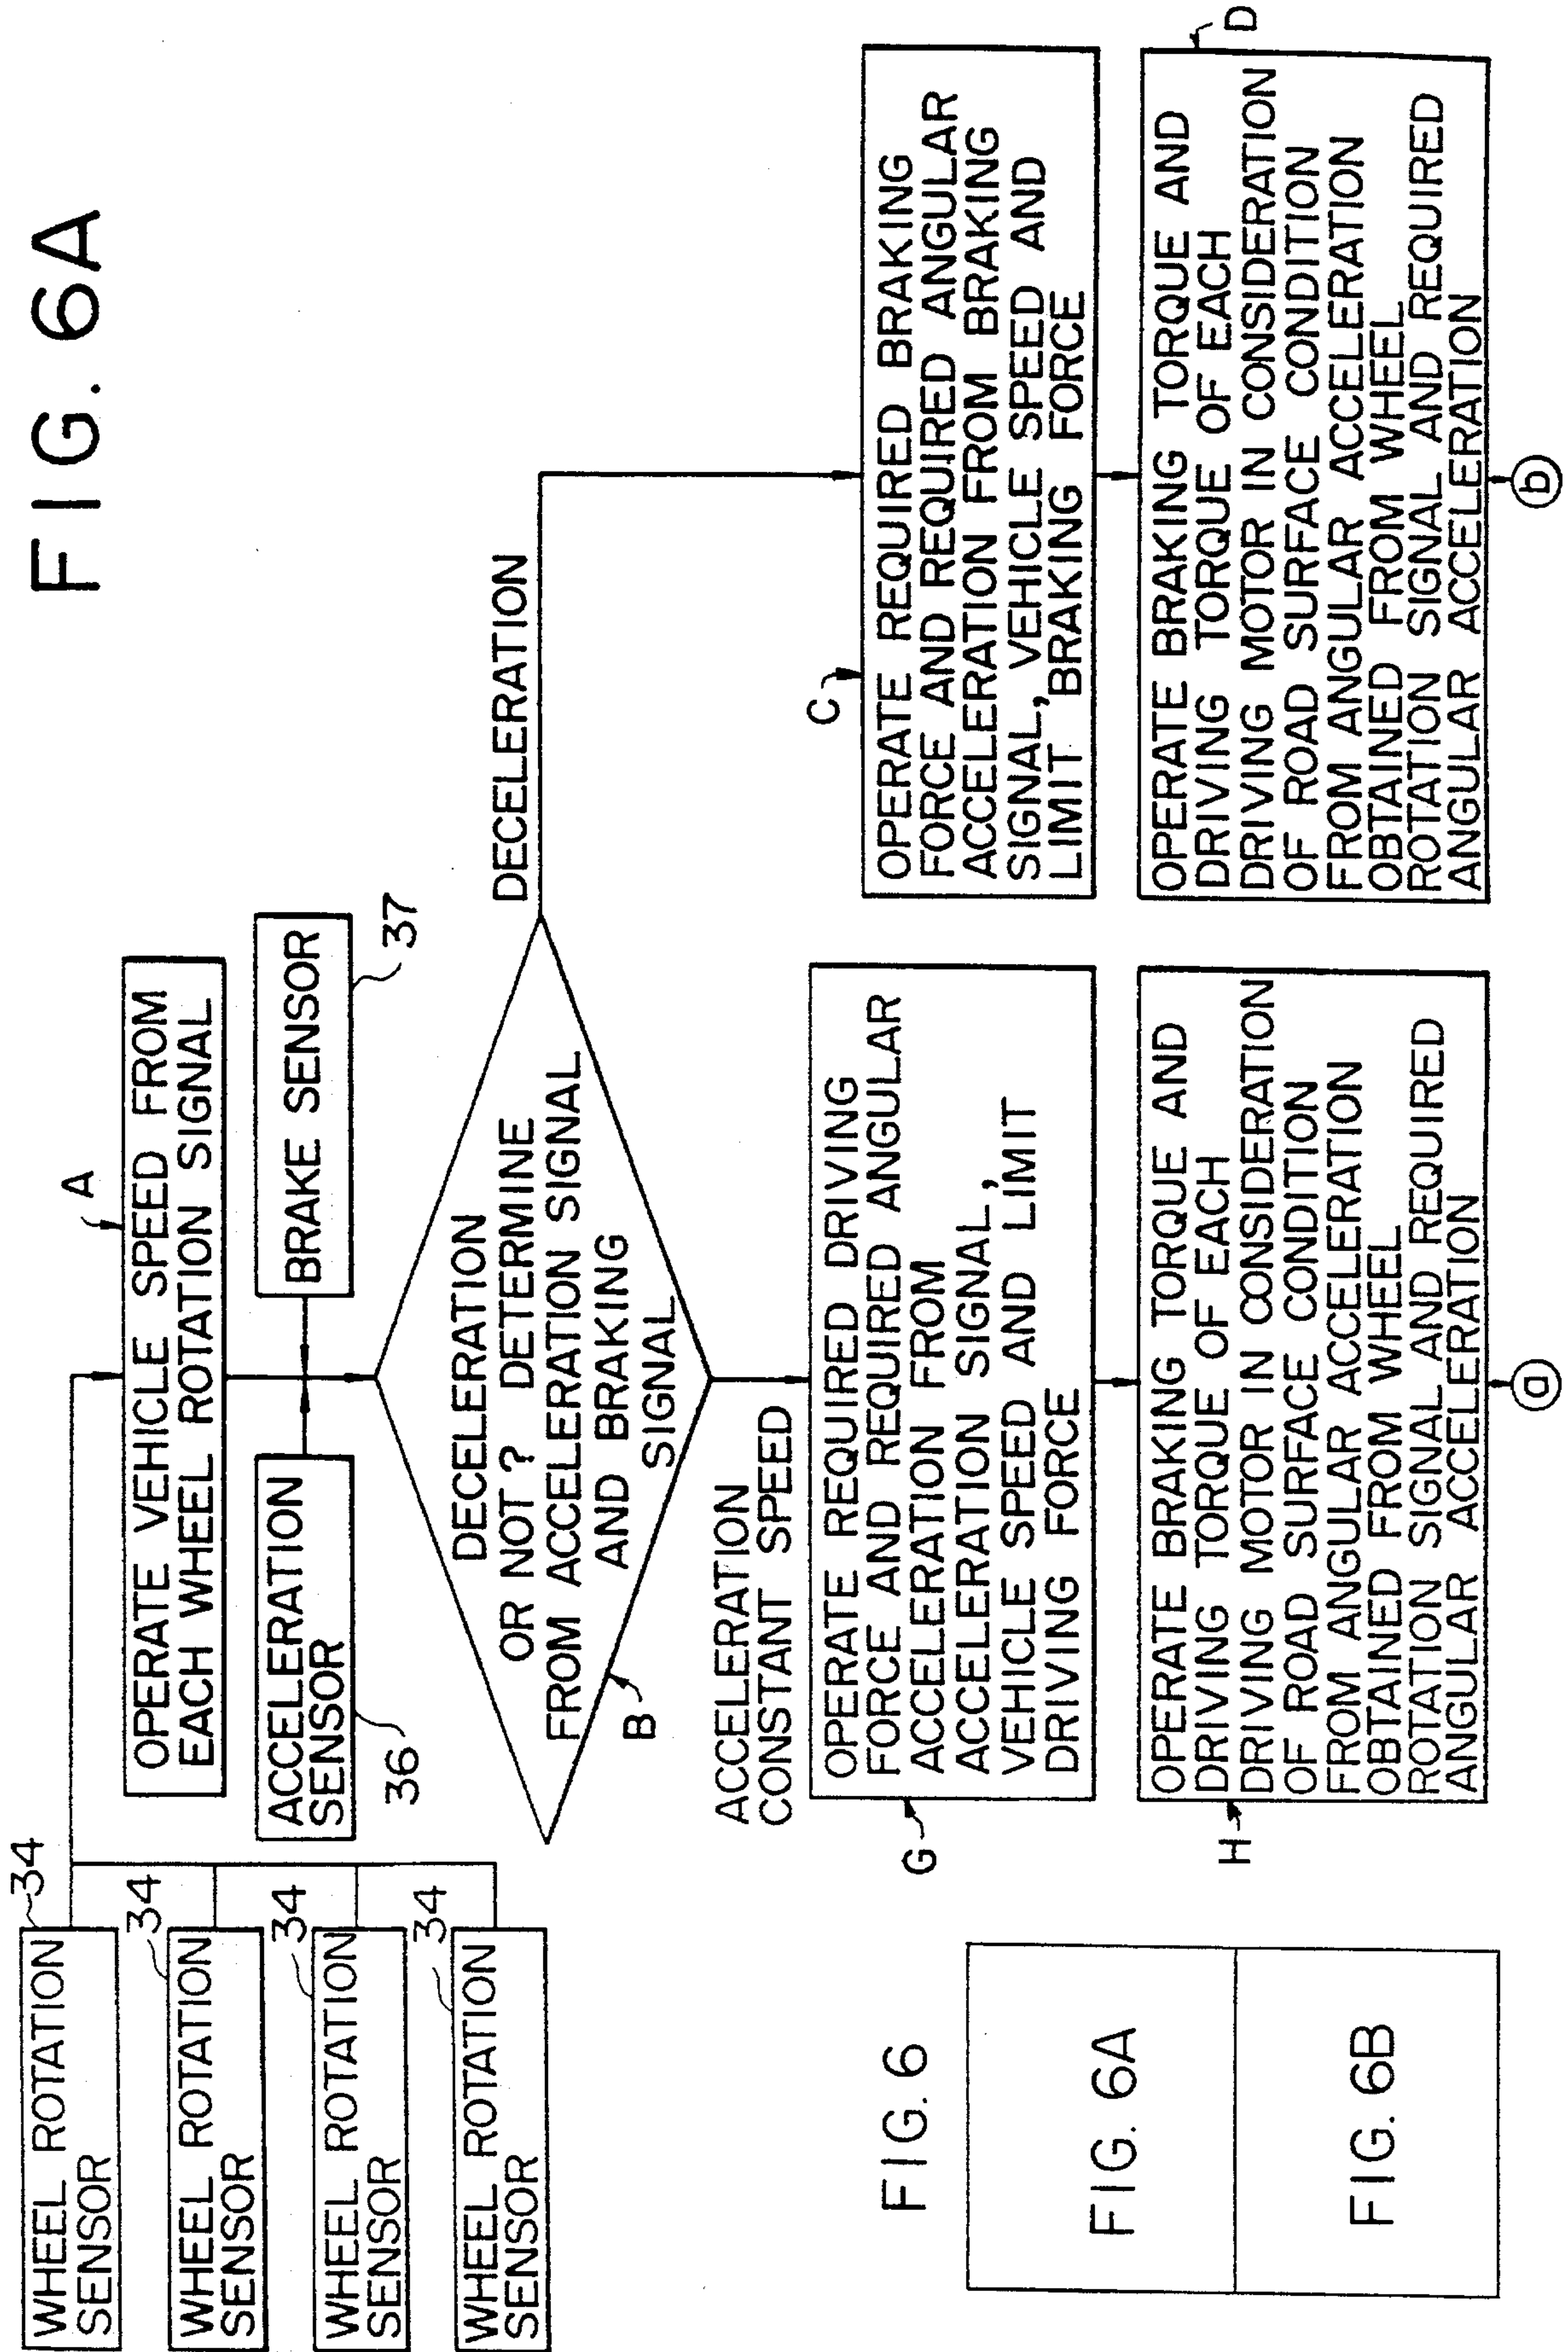 FIG. 6A
WHEEL ROTATION
SENSOR
34
WHEEL ROTATION
SENSOR
34
WHEEL ROTATION
SENSOR
34
WHEEL ROTATION
SENSOR
34
A
OPERATE VEHICLE SPEED FROM
EACH WHEEL ROTATION SIGNAL
ACCELERATION
SENSOR
36
BRAKE SENSOR
37
DECELERATION
OR NOT? DETERMINE
FROM ACCELERATION SIGNAL
AND BRAKING
SIGNAL
B
DECELERATION
ACCELERATION
CONSTANT SPEED
G
OPERATE REQUIRED DRIVING
FORCE AND REQUIRED ANGULAR
ACCELERATION FROM
ACCELERATION SIGNAL,
VEHICLE SPEED AND LIMIT
DRIVING FORCE
C
OPERATE REQUIRED BRAKING
FORCE AND REQUIRED ANGULAR
ACCELERATION FROM BRAKING
SIGNAL, VEHICLE SPEED AND
LIMIT BRAKING FORCE
H
OPERATE BRAKING TORQUE AND
DRIVING TORQUE OF EACH
DRIVING MOTOR IN CONSIDERATION
OF ROAD SURFACE CONDITION
FROM ANGULAR ACCELERATION
OBTAINED FROM WHEEL
ROTATION SIGNAL AND REQUIRED
ANGULAR ACCELERATION
a
D
OPERATE BRAKING TORQUE AND
DRIVING TORQUE OF EACH
DRIVING MOTOR IN CONSIDERATION
OF ROAD SURFACE CONDITION
FROM ANGULAR ACCELERATION
OBTAINED FROM WHEEL
ROTATION SIGNAL AND REQUIRED
ANGULAR ACCELERATION
b
FIG. 6
FIG. 6A
FIG. 6B